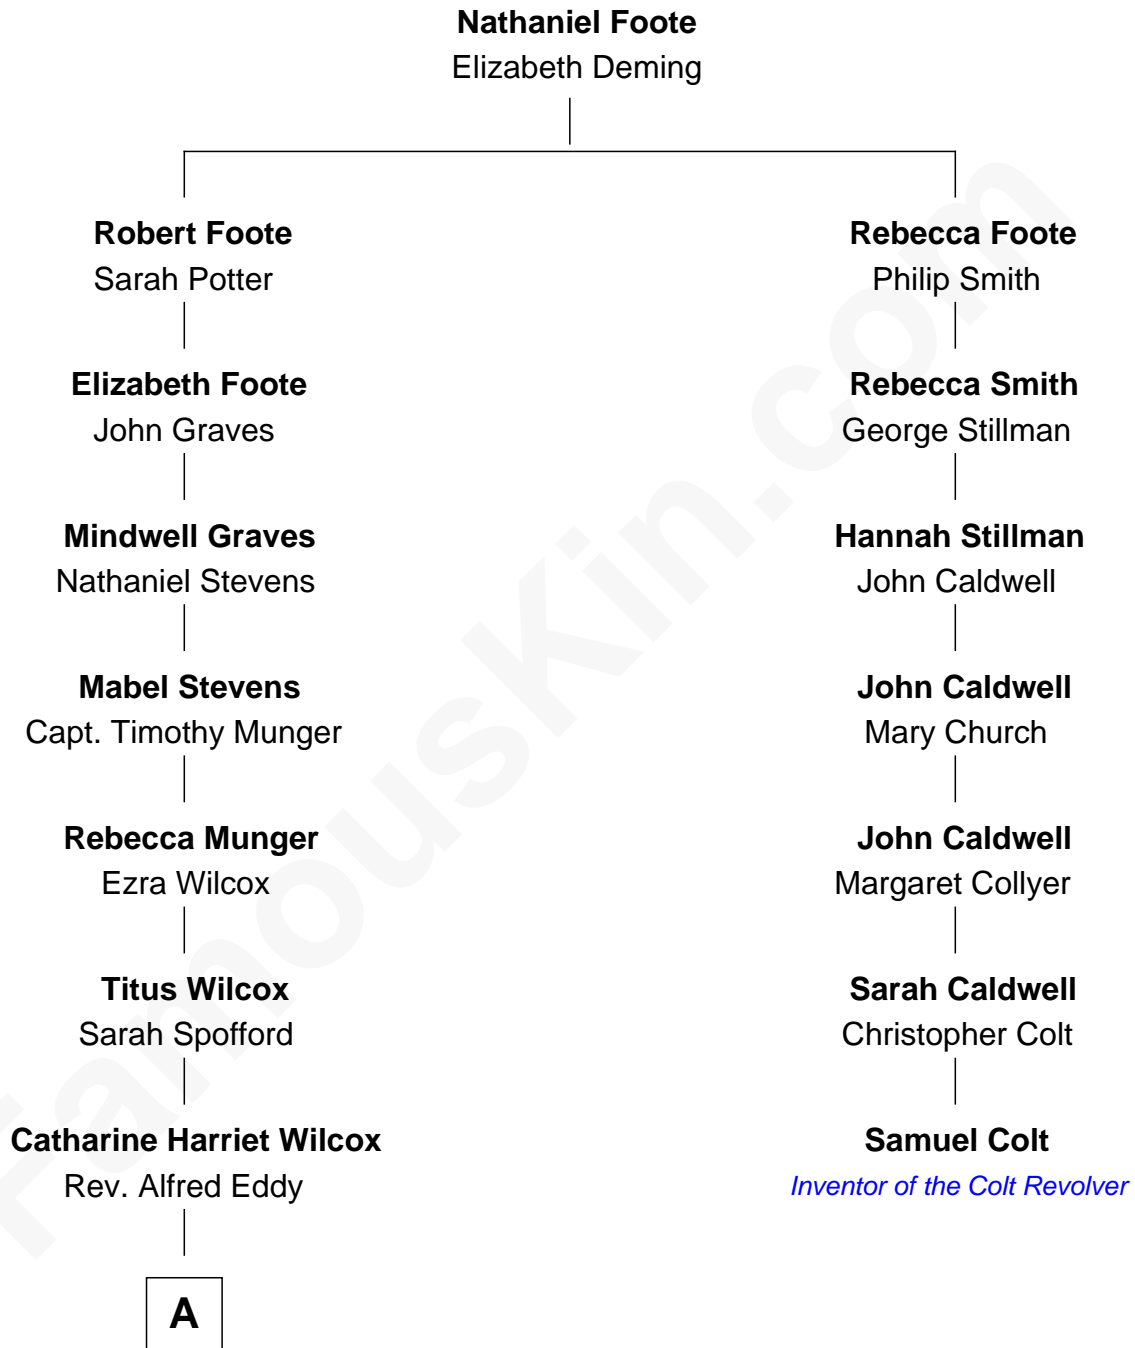 Nathaniel Foote
Elizabeth Deming
Robert Foote
Sarah Potter
Rebecca Foote
Philip Smith
Elizabeth Foote
John Graves
Rebecca Smith
George Stillman
Mindwell Graves
Nathaniel Stevens
Hannah Stillman
John Caldwell
Mabel Stevens
Capt. Timothy Munger
John Caldwell
Mary Church
Rebecca Munger
Ezra Wilcox
John Caldwell
Margaret Collyer
Titus Wilcox
Sarah Spofford
Sarah Caldwell
Christopher Colt
Catharine Harriet Wilcox
Rev. Alfred Eddy
Samuel Colt
Inventor of the Colt Revolver
A
FamousKin.com